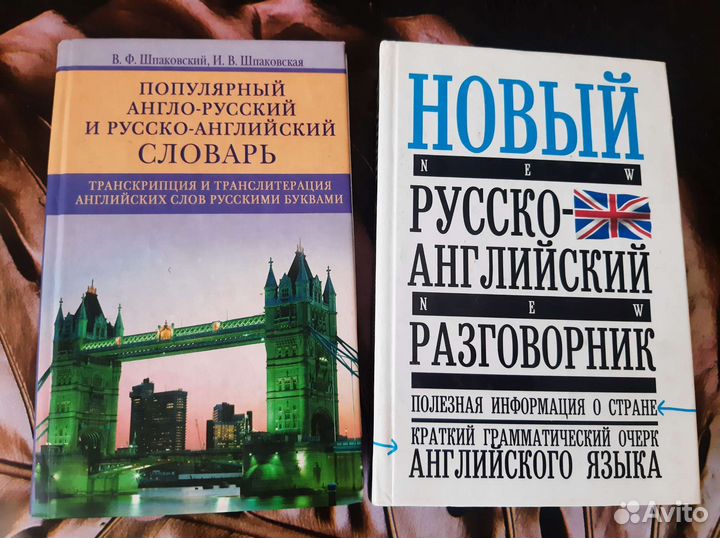 В. Ф. Шпаковский, И. В. Шпаковская
ПОПУЛЯРНЫЙ
АНГЛО-РУССКИЙ
И РУССКО-АНГЛИЙСКИЙ
СЛОВАРЬ
ТРАНСКРИПЦИЯ И ТРАНСЛИТЕРАЦИЯ
АНГЛИЙСКИХ СЛОВ РУССКИМИ БУКВАМИ
НОВЫЙ
NEW
РУССКО-
АНГЛИЙСКИЙ
NEW
РАЗГОВОРНИК
ПОЛЕЗНАЯ ИНФОРМАЦИЯ О СТРАНЕ
КРАТКИЙ ГРАММАТИЧЕСКИЙ ОЧЕРК
АНГЛИЙСКОГО ЯЗЫКА
Avito